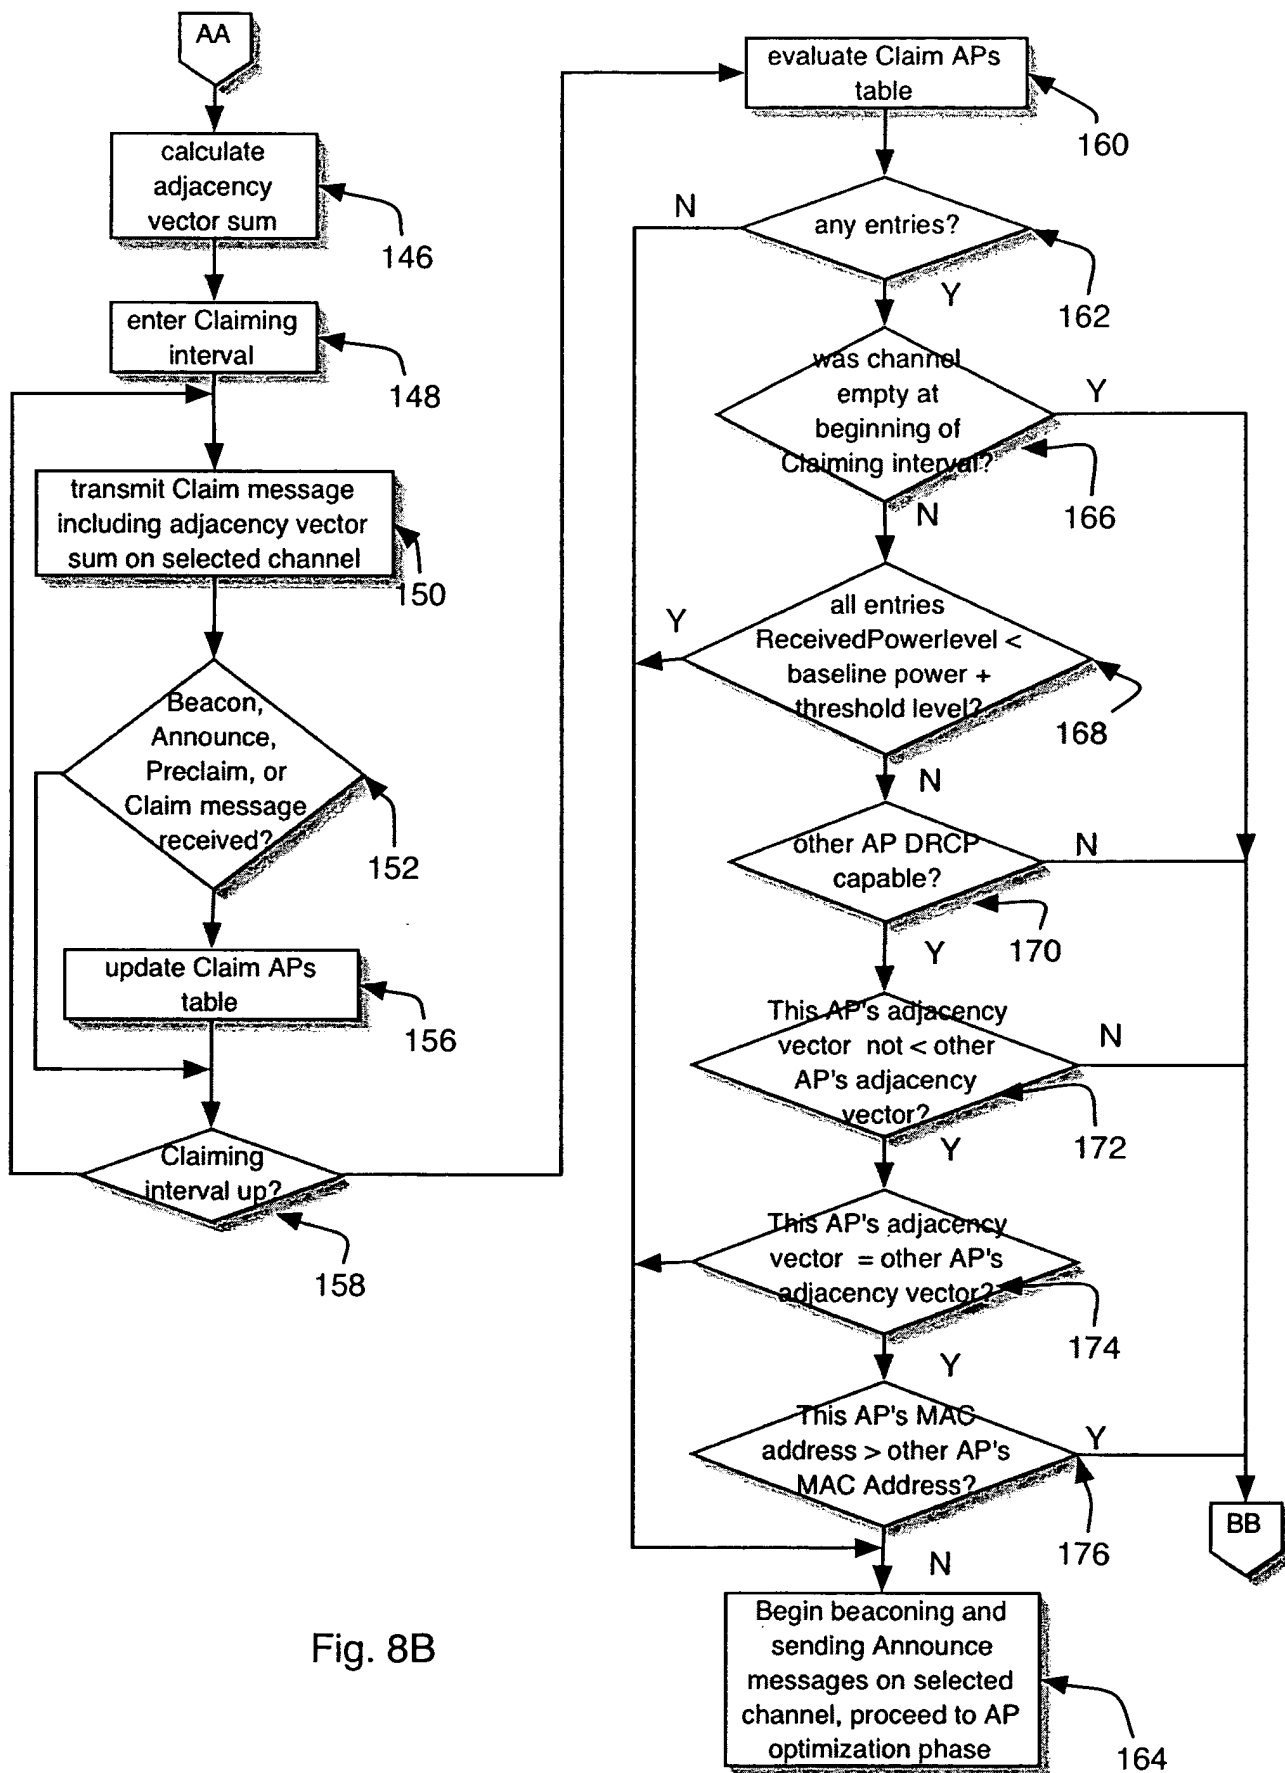 AA
calculate
adjacency
vector sum
146
enter Claiming
interval
148
transmit Claim message
including adjacency vector
sum on selected channel
150
Beacon,
Announce,
Preclaim, or
Claim message
received?
152
update Claim APs
table
156
Claiming
interval up?
158
evaluate Claim APs
table
160
any entries?
N
Y
162
was channel
empty at
beginning of
Claiming interval?
Y
N
166
all entries
ReceivedPowerlevel <
baseline power +
threshold level?
Y
N
168
other AP DRCP
capable?
N
Y
170
This AP's adjacency
vector not < other
AP's adjacency
vector?
N
Y
172
This AP's adjacency
vector = other AP's
adjacency vector?
Y
174
This AP's MAC
address > other AP's
MAC Address?
Y
N
176
BB
Begin beaconing and
sending Announce
messages on selected
channel, proceed to AP
optimization phase
164
Fig. 8B